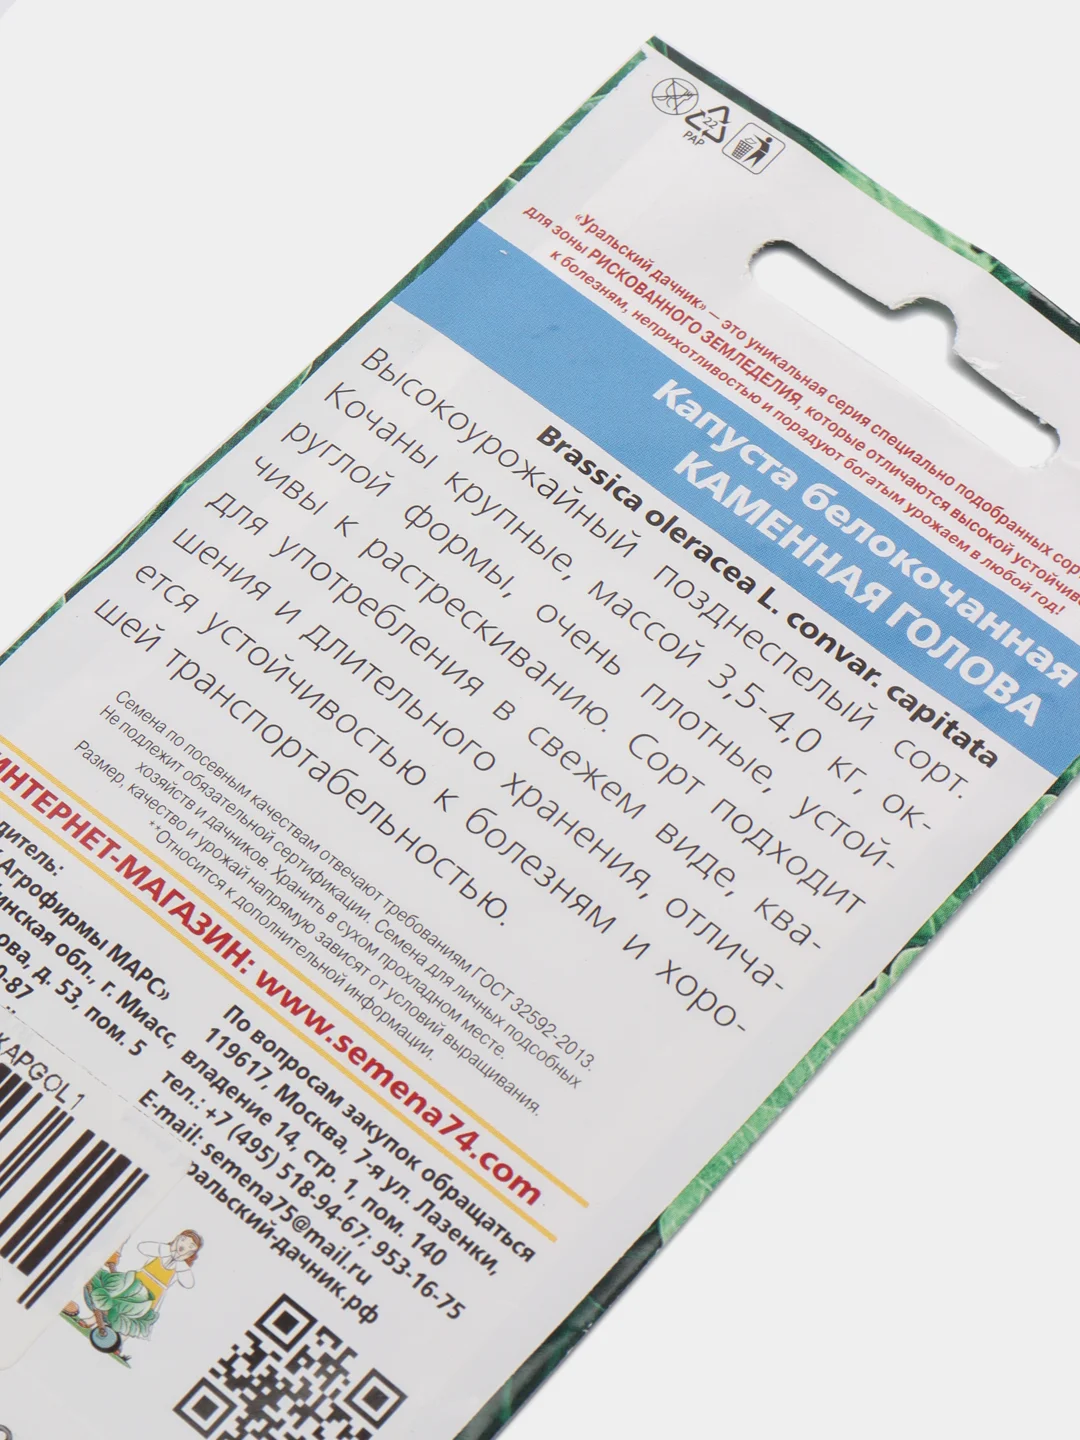 22
PAP
«Уральский дачник» — это уникальная серия специально подобранных
для зоны РИСКОВАННОГО ЗЕМЛЕДЕЛИЯ, которые отличаются высокой
к болезням, неприхотливостью и порадуют богатым урожаем в любой год!
Капуста белокочанная
КАМЕННАЯ ГОЛОВА
Brassica oleracea L. convar. capitata
Высокоурожайный позднеспелый сорт.
Кочаны крупные, массой 3,5-4,0 кг, ок-
руглой формы, очень плотные, устой-
чивы к растрескиванию. Сорт подходит
для употребления в свежем виде, ква-
шения и длительного хранения, отлича-
ется устойчивостью к болезням и хоро-
шей транспортабельностью.
Семена по посевным качествам отвечают требованиям ГОСТ 32592-2013.
Не подлежит обязательной сертификации. Семена для личных подсобных
хозяйств и дачников. Хранить в сухом прохладном месте.
Размер, качество и урожай напрямую зависят от условий выращивания.
**Относится к дополнительной информации.
ИНТЕРНЕТ-МАГАЗИН: www.semena74.com
дитель:
Агрофирмы МАРС»
инская обл., г. Миасс,
ова, д. 53, пом. 5
0-87
KAPGOL1
По вопросам закупок обращаться
119617, Москва, 7-я ул. Лазенки,
владение 14, стр. 1, пом. 140
тел.: +7 (495) 518-94-67; 953-16-75
E-mail: semena75@mail.ru
ральский-дачник.рф